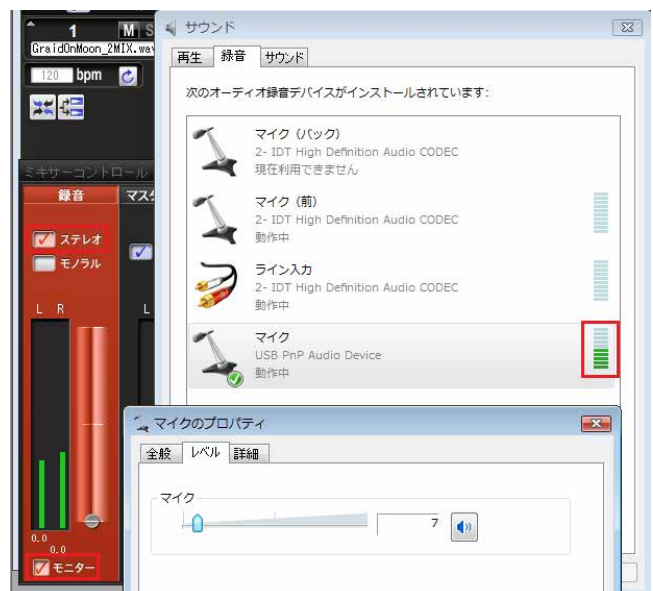 1 M S
GraidOnMoon_2MIX.wav
120 bpm
ミキサーコントロール
録音 マスタ
ステレオ
モノラル
L R L
0.0
0.0
モニター
サウンド
再生 録音 サウンド
次のオーディオ録音デバイスがインストールされています:
マイク (バック)
2- IDT High Definition Audio CODEC
現在利用できません
マイク (前)
2- IDT High Definition Audio CODEC
動作中
ライン入力
2- IDT High Definition Audio CODEC
動作中
マイク
USB PnP Audio Device
動作中
マイクのプロパティ
全般 レベル 詳細
マイク
7